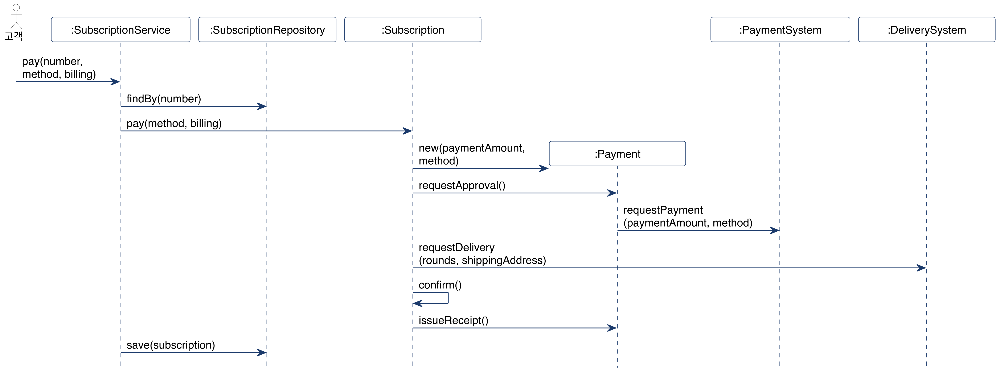 고객
:SubscriptionService
:SubscriptionRepository
:Subscription
:PaymentSystem
:DeliverySystem
pay(number,
method, billing)
findBy(number)
pay(method, billing)
new(paymentAmount,
method)
:Payment
requestApproval()
requestPayment
(paymentAmount, method)
requestDelivery
(rounds, shippingAddress)
confirm()
issueReceipt()
save(subscription)